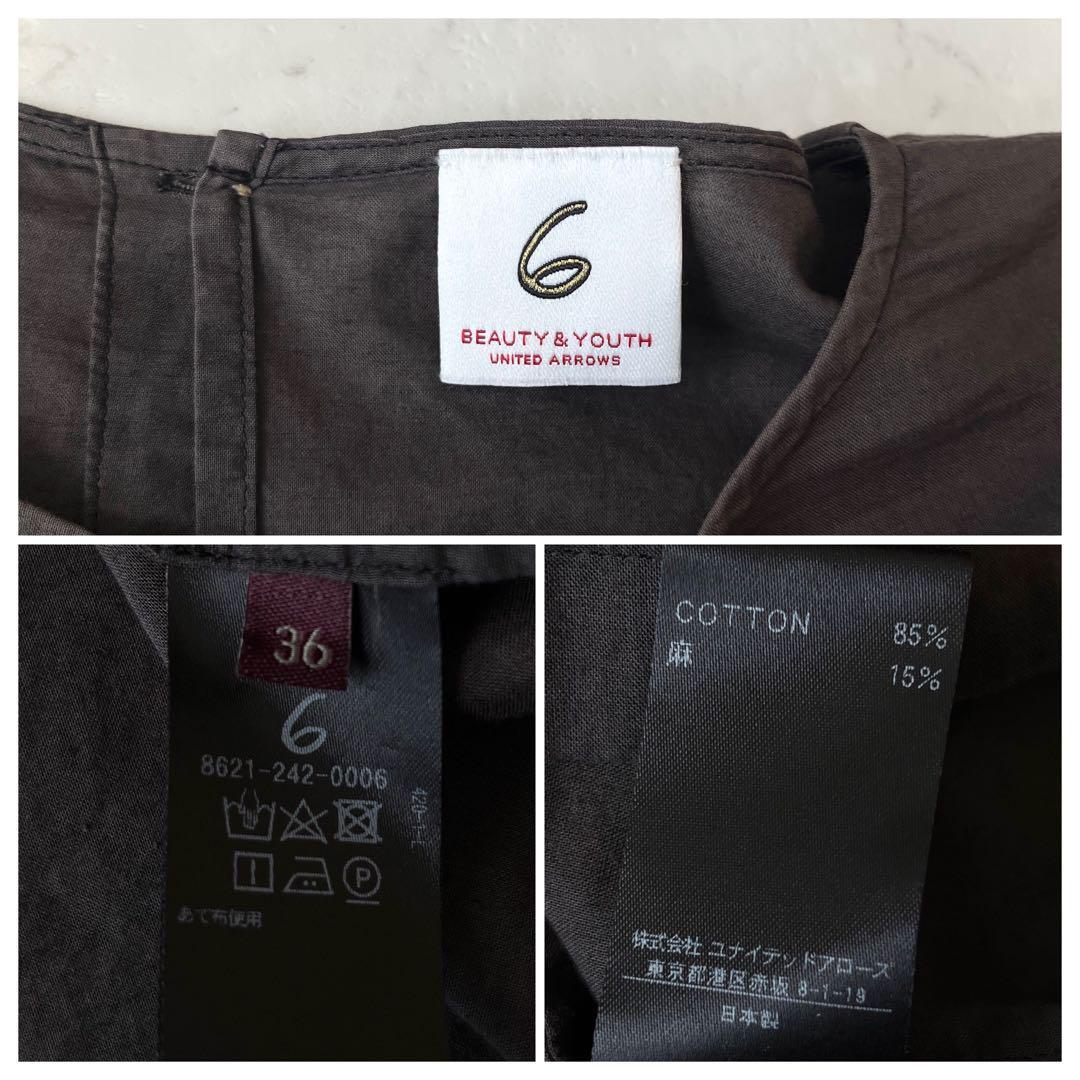 6
BEAUTY & YOUTH
UNITED ARROWS
36
6
8621-242-0006
420-1-L
あて布使用
COTTON 85%
麻 15%
株式会社 ユナイテッドアローズ
東京都港区赤坂 8-1-19
日本製